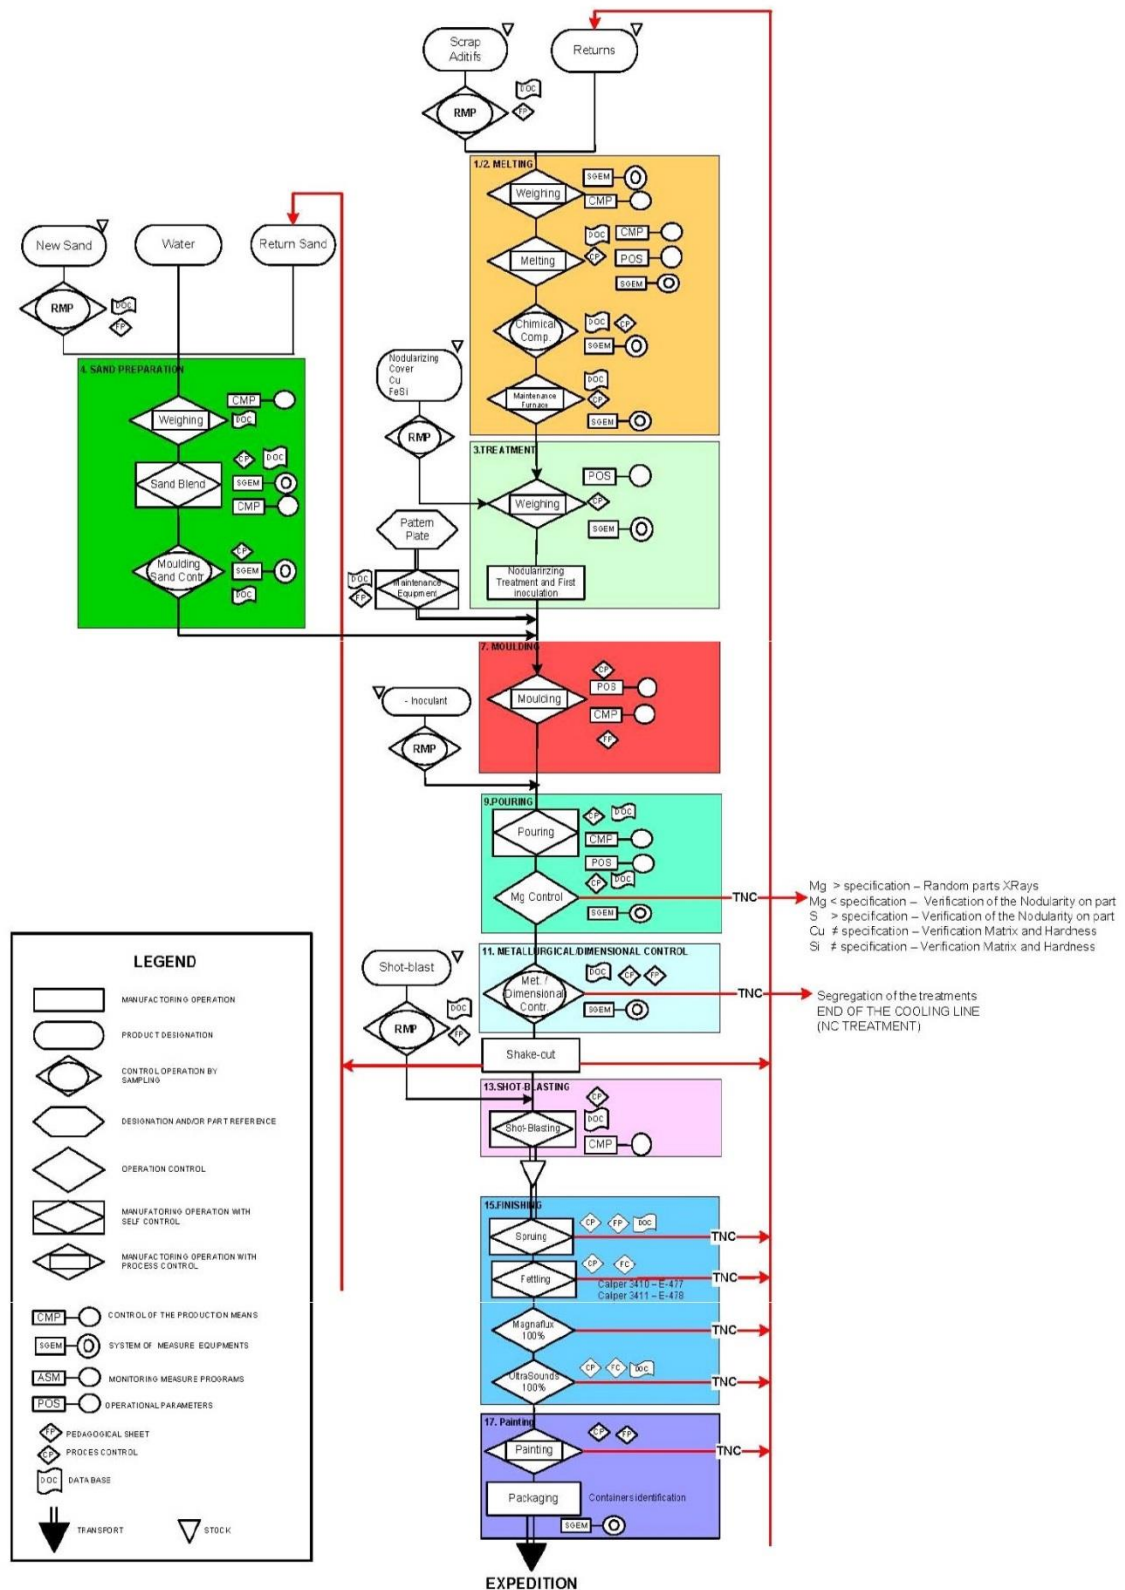 Scrap
Aditifs
Returns
RMP
DOC
FP
1./2. MELTING
Weighing
SGEM
CMP
Melting
DOC
CP
CMP
POS
SGEM
Chimical
Comp.
DOC
CP
SGEM
Maintenance
Furnace
DOC
CP
SGEM
New Sand
Water
Return Sand
RMP
DOC
FP
4. SAND PREPARATION
Weighing
CMP
DOC
Sand Blend
CP
DOC
SGEM
CMP
Moulding
Sand Contr.
CP
SGEM
DOC
Nodularizing
Cover
Cu
FeSi
RMP
3.TREATMENT
Weighing
POS
CP
SGEM
Pattern
Plate
DOC
FP
Maintenance
Equipment
Nocularizing
Treatment and First
inoculation
7. MOULDING
Moulding
CP
POS
CMP
FP
- Inoculant
RMP
9.POURING
Pouring
CP
DOC
CMP
POS
Mg Control
CP
DOC
SGEM
TNC
Mg > specification – Random parts XRays
Mg < specification – Verification of the Nodularity on part
S > specification – Verification of the Nodularity on part
Cu ≠ specification – Verification Matrix and Hardness
Si ≠ specification – Verification Matrix and Hardness
11. METALLURGICAL/DIMENSIONAL CONTROL
Met. /
Dimensional
Contr.
DOC
CP
FP
SGEM
TNC
Segregation of the treatments
END OF THE COOLING LINE
(NC TREATMENT)
Shot-blast
RMP
DOC
FP
Shake-cut
13.SHOT-BLASTING
Shot-Blasting
CP
DOC
CMP
15.FINISHING
Spruing
CP
FP
DOC
TNC
Fettling
CP
FC
Caliper 3410 – E-477
Caliper 3411 – E-478
TNC
Magnaflux
100%
TNC
UltraSounds
100%
CP
FC
DOC
TNC
17. Painting
Painting
CP
FP
TNC
Packaging
Containers identification
SGEM
EXPEDITION
LEGEND
MANUFACTORING OPERATION
PRODUCT DESIGNATION
CONTROL OPERATION BY
SAMPLING
DESIGNATION AND/OR PART REFERENCE
OPERATION CONTROL
MANUFATORING OPERATION WITH
SELF CONTROL
MANUFACTORING OPERATION WITH
PROCESS CONTROL
CMP
CONTROL OF THE PRODUCTION MEANS
SGEM
SYSTEM OF MEASURE EQUIPMENTS
ASM
MONITORING MEASURE PROGRAMS
POS
OPERATIONAL PARAMETERS
FP
PEDAGOGICAL SHEET
CP
PROCES CONTROL
DOC
DATA BASE
TRANSPORT
STOCK